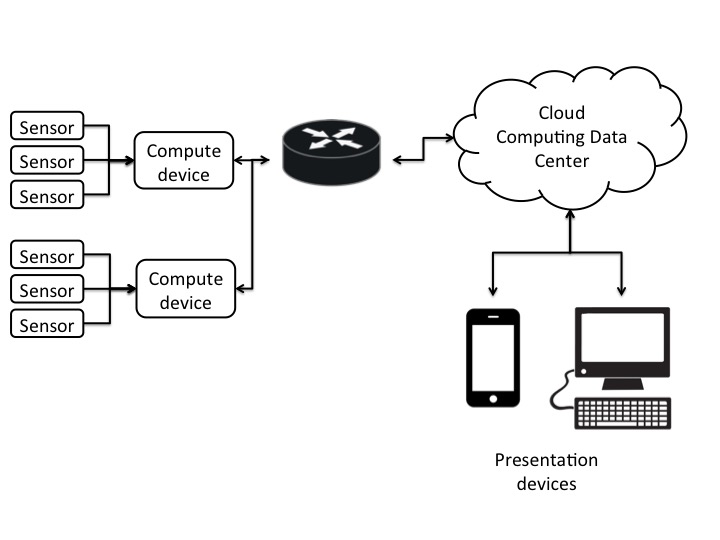 Sensor
Sensor
Sensor
Compute
device
Sensor
Sensor
Sensor
Compute
device
Cloud
Computing Data
Center
Presentation
devices